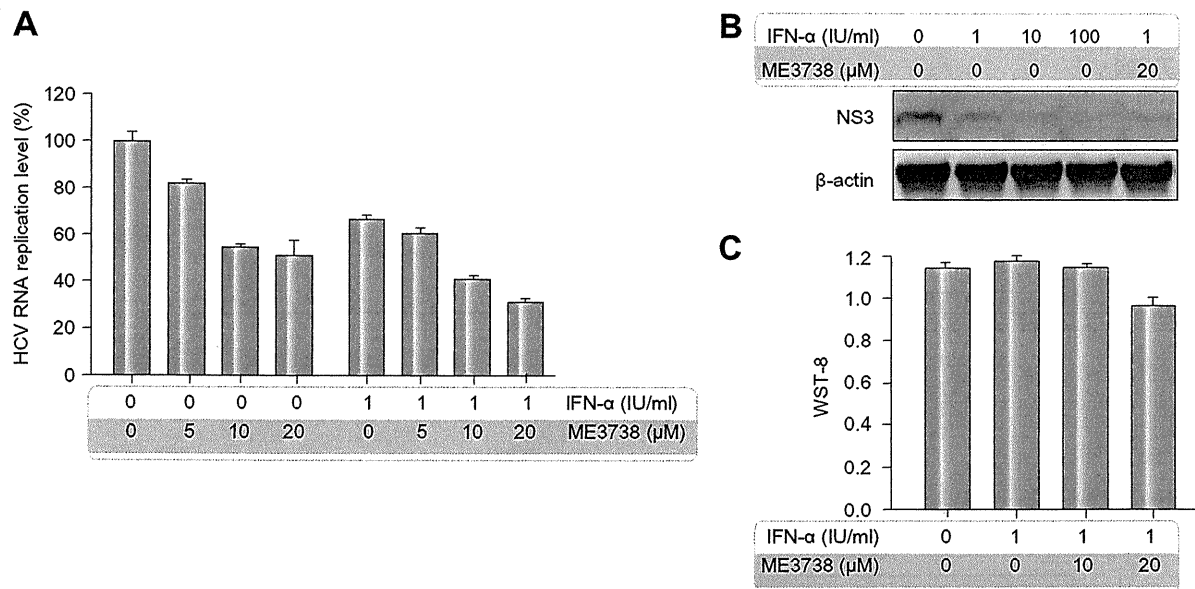 A
HCV RNA replication level (%)
120
100
80
60
40
20
0
0 0 0 0 1 1 1 1 IFN-α (IU/ml)
0 5 10 20 0 5 10 20 ME3738 (μM)
B
IFN-α (IU/ml) 0 1 10 100 1
ME3738 (μM) 0 0 0 0 20
NS3
β-actin
C
WST-8
1.2
1.0
0.8
0.6
0.4
0.2
0.0
IFN-α (IU/ml) 0 1 1 1
ME3738 (μM) 0 0 10 20